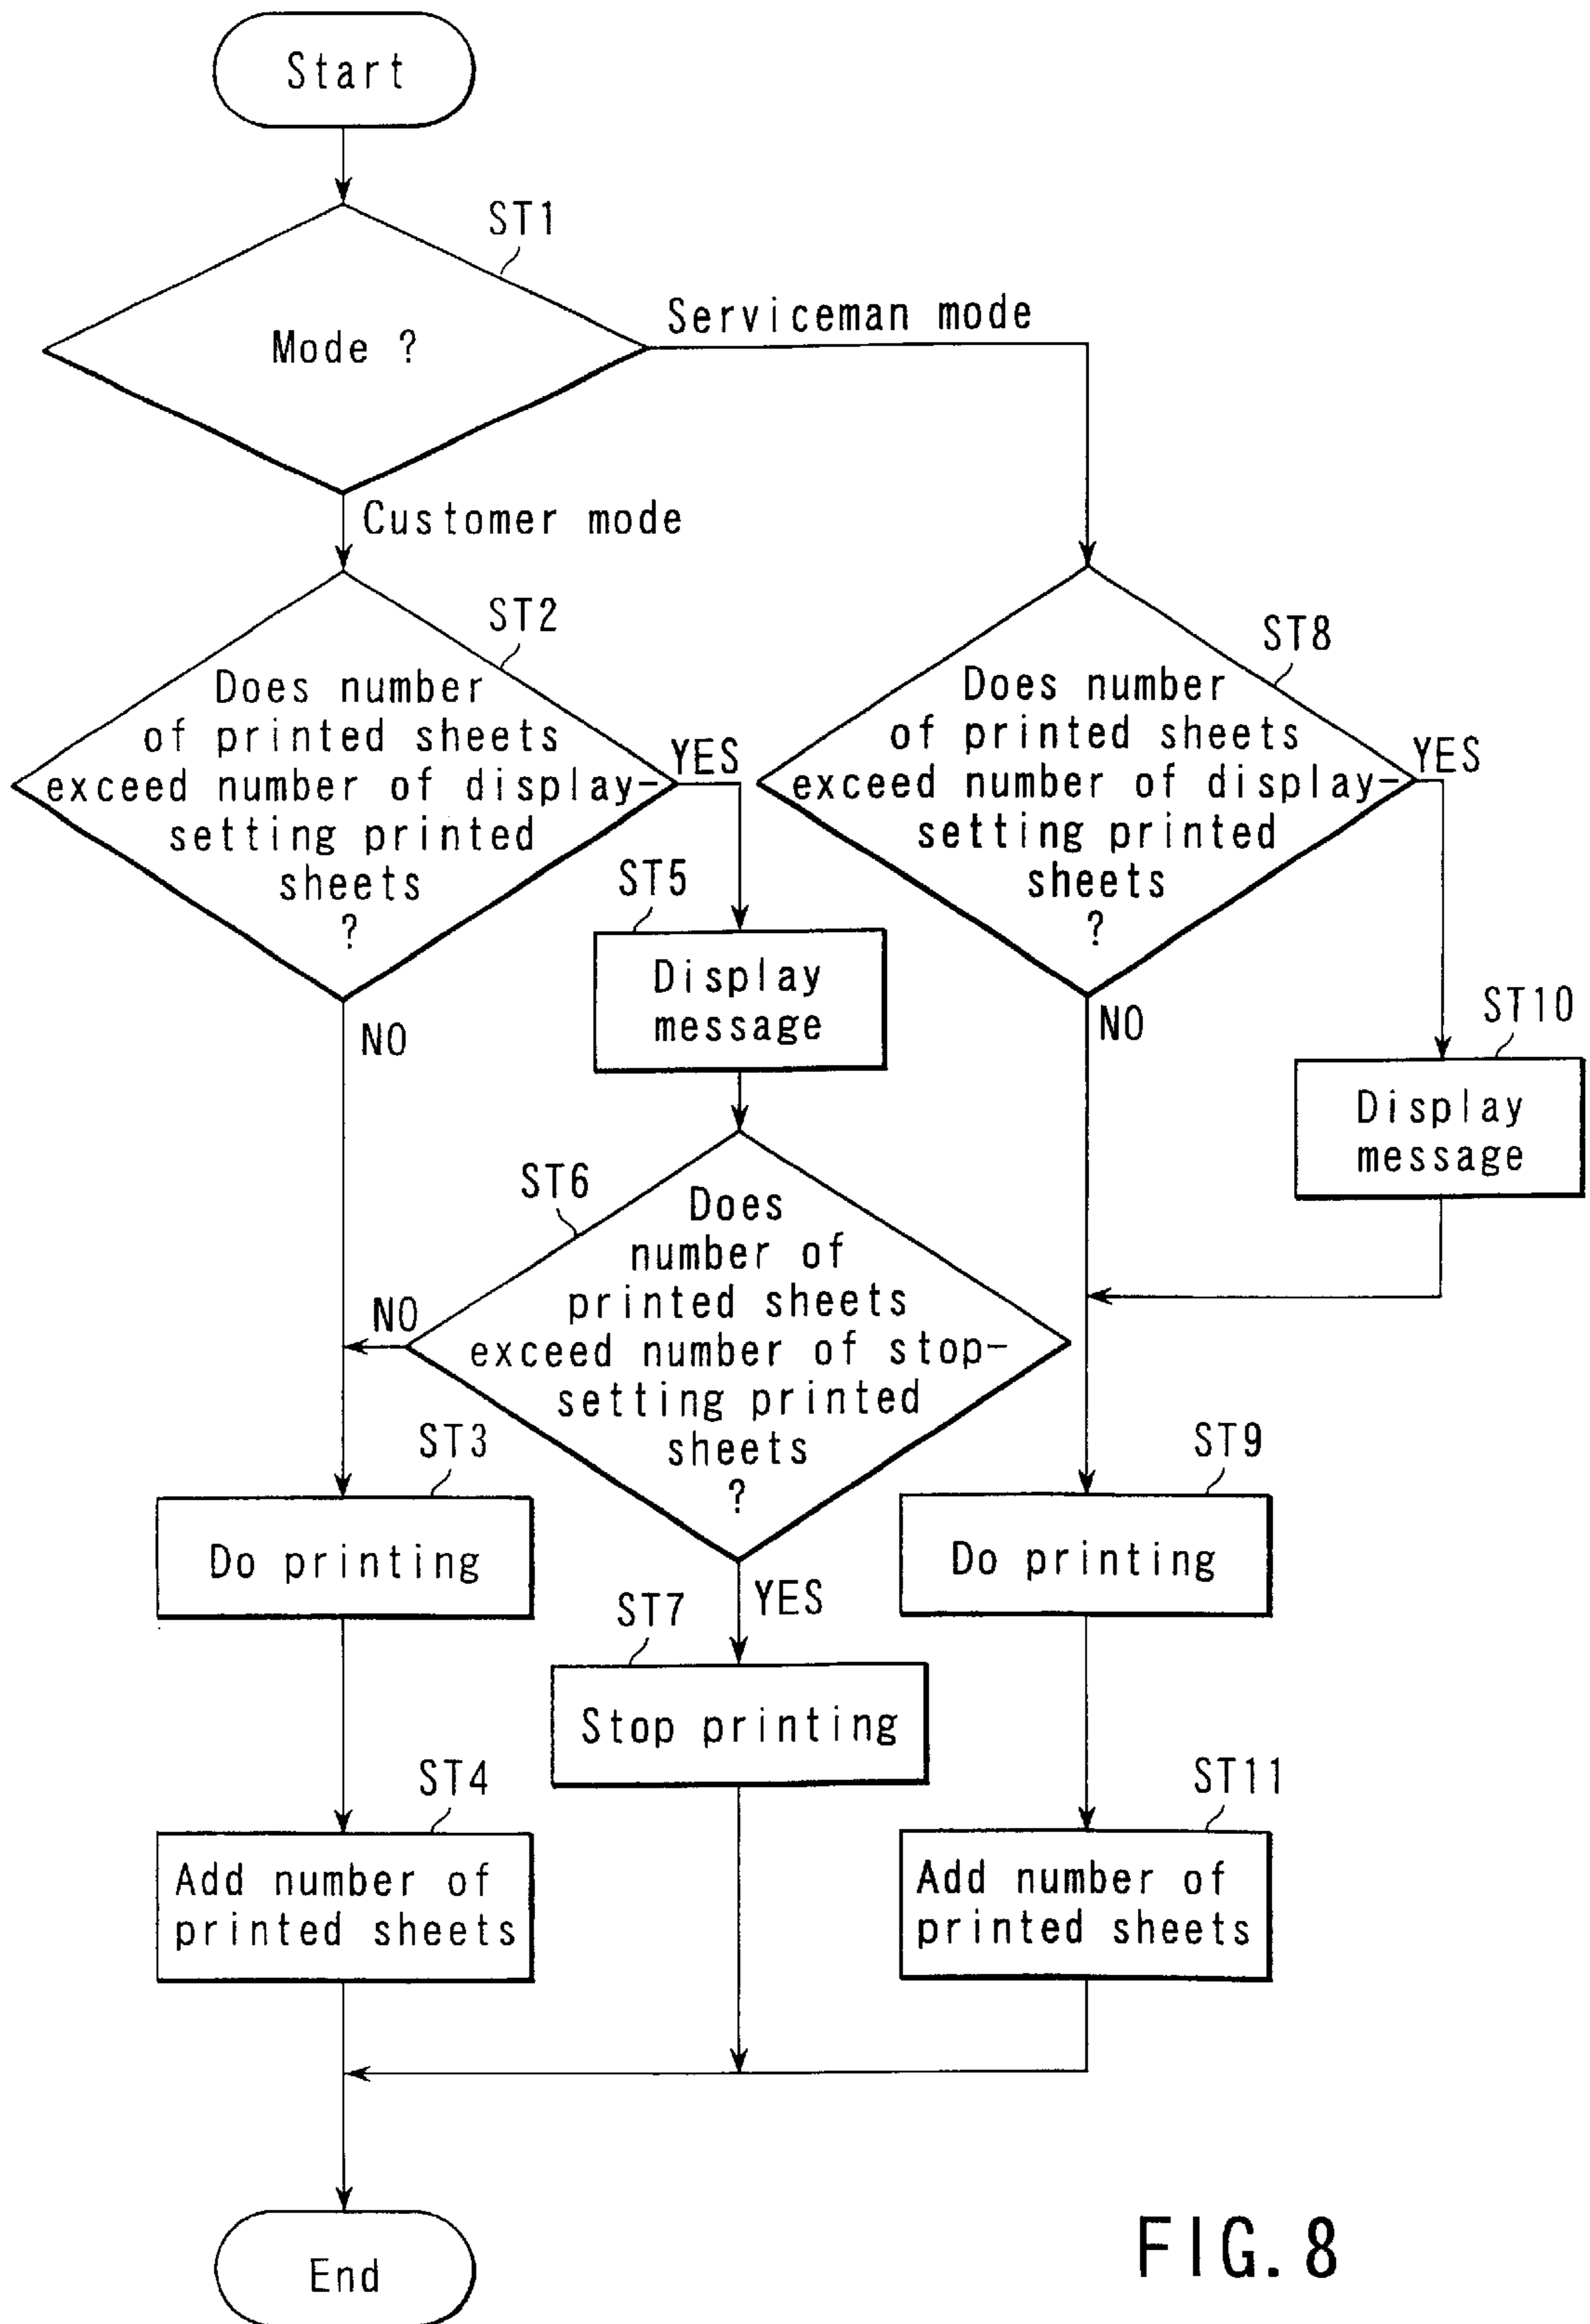 Start
ST1
Mode ?
Serviceman mode
Customer mode
ST2
Does number
of printed sheets
exceed number of display-
setting printed
sheets
?
YES
NO
ST8
Does number
of printed sheets
exceed number of display-
setting printed
sheets
?
YES
NO
ST5
Display
message
ST10
Display
message
ST6
Does
number of
printed sheets
exceed number of stop-
setting printed
sheets
?
NO
YES
ST3
Do printing
ST9
Do printing
ST7
Stop printing
ST4
Add number of
printed sheets
ST11
Add number of
printed sheets
End
FIG. 8